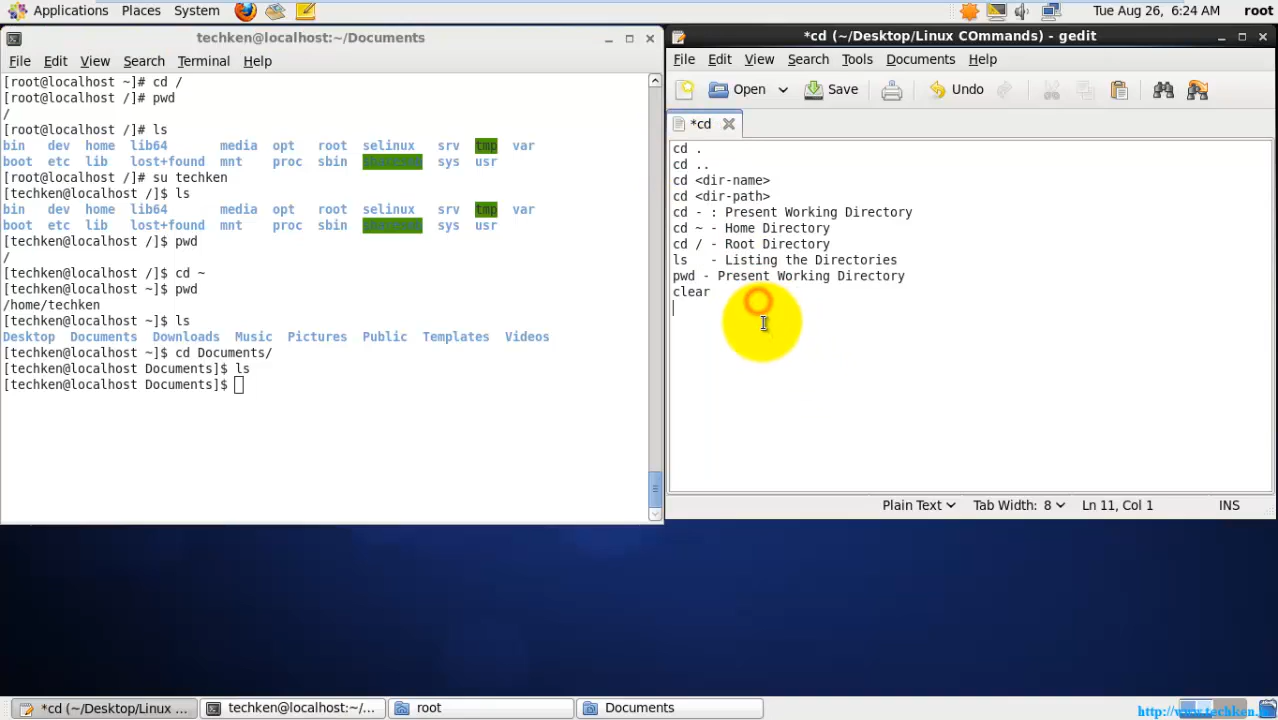 Applications Places System Tue Aug 26, 6:24 AM root
techken@localhost:~/Documents
File Edit View Search Terminal Help
[root@localhost ~]# cd /
[root@localhost /]# pwd
/
[root@localhost /]# ls
bin dev home lib64 media opt root selinux srv tmp var
boot etc lib lost+found mnt proc sbin sys usr
[root@localhost /]# su techken
[techken@localhost /]$ ls
bin dev home lib64 media opt root selinux srv tmp var
boot etc lib lost+found mnt proc sbin sys usr
[techken@localhost /]$ pwd
/
[techken@localhost /]$ cd ~
[techken@localhost ~]$ pwd
/home/techken
[techken@localhost ~]$ ls
Desktop Documents Downloads Music Pictures Public Templates Videos
[techken@localhost ~]$ cd Documents/
[techken@localhost Documents]$ ls
[techken@localhost Documents]$
*cd (~/Desktop/Linux COmmands) - gedit
File Edit View Search Tools Documents Help
Open Save Undo
*cd
cd .
cd ..
cd <dir-name>
cd <dir-path>
cd - : Present Working Directory
cd ~ - Home Directory
cd / - Root Directory
ls - Listing the Directories
pwd - Present Working Directory
clear
Plain Text Tab Width: 8 Ln 11, Col 1 INS
*cd (~/Desktop/Linux ... techken@localhost:~/... root Documents
http://www.techken.